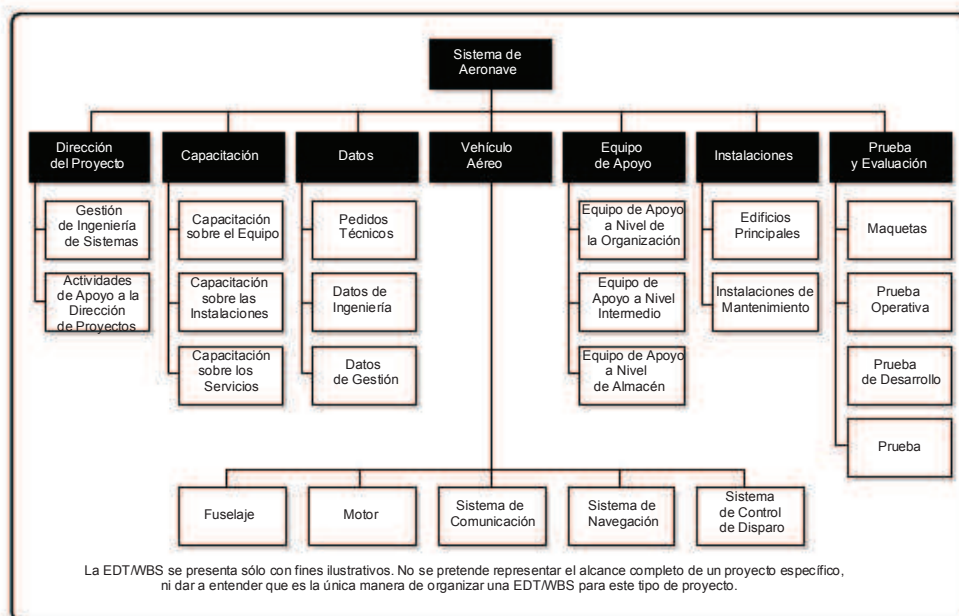 Sistema de
Aeronave
Dirección
del Proyecto
Capacitación
Datos
Vehículo
Aéreo
Equipo
de Apoyo
Instalaciones
Prueba
y Evaluación
Gestión
de Ingeniería
de Sistemas
Actividades
de Apoyo a la
Dirección
de Proyectos
Capacitación
sobre el Equipo
Capacitación
sobre las
Instalaciones
Capacitación
sobre los
Servicios
Pedidos
Técnicos
Datos de
Ingeniería
Datos
de Gestión
Equipo de Apoyo
a Nivel de
la Organización
Equipo de
Apoyo a Nivel
Intermedio
Equipo de Apoyo
a Nivel
de Almacén
Edificios
Principales
Instalaciones de
Mantenimiento
Maquetas
Prueba
Operativa
Prueba
de Desarrollo
Prueba
Fuselaje
Motor
Sistema de
Comunicación
Sistema de
Navegación
Sistema
de Control
de Disparo
La EDT/WBS se presenta sólo con fines ilustrativos. No se pretende representar el alcance completo de un proyecto específico,
ni dar a entender que es la única manera de organizar una EDT/WBS para este tipo de proyecto.